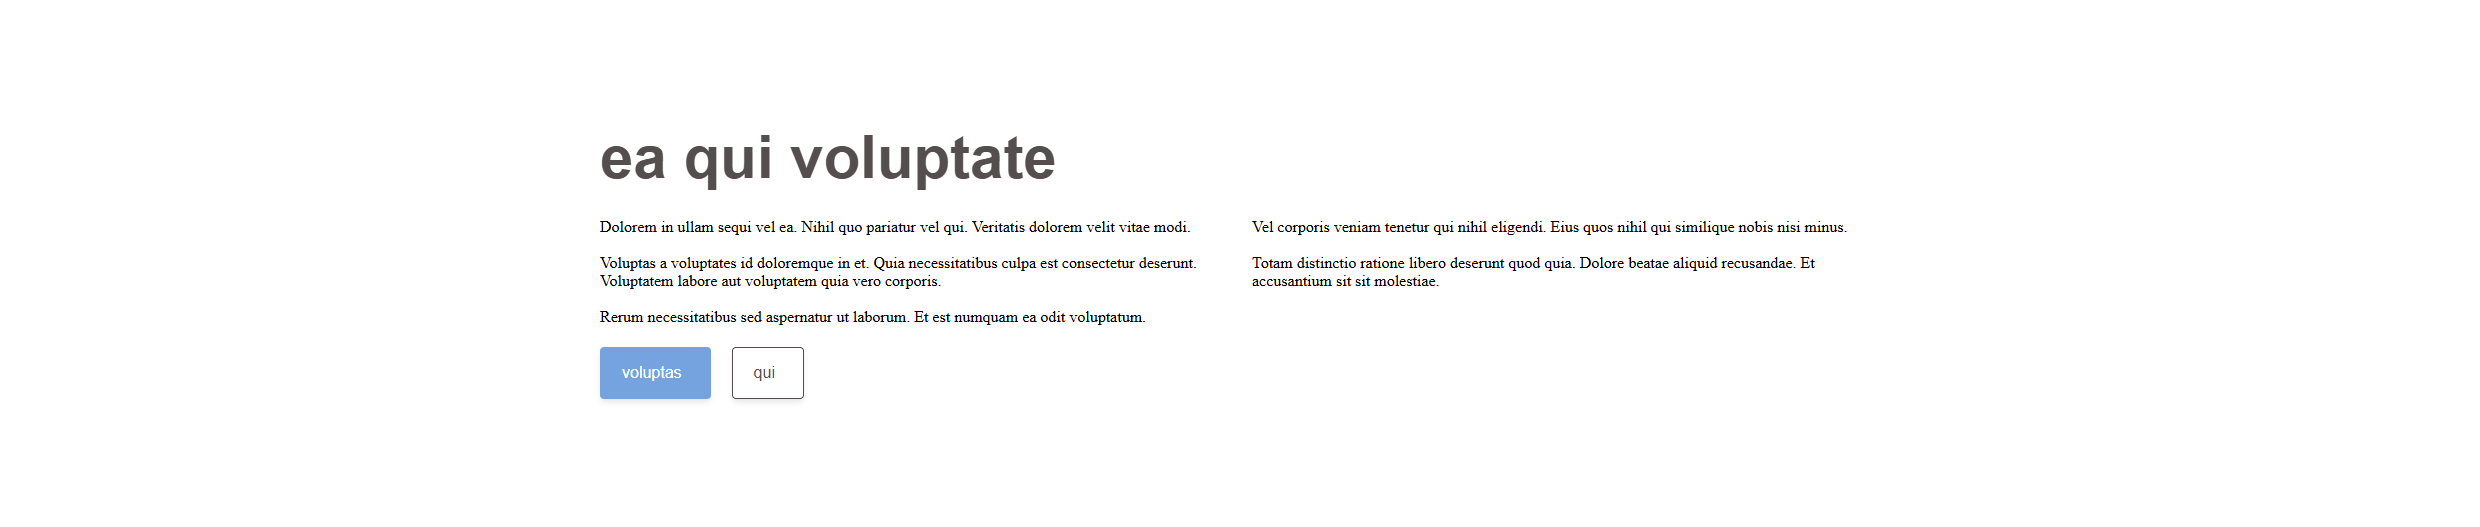 ea qui voluptate
Dolorem in ullam sequi vel ea. Nihil quo pariatur vel qui. Veritatis dolorem velit vitae modi.
Voluptas a voluptates id doloremque in et. Quia necessitatibus culpa est consectetur deserunt.
Voluptatem labore aut voluptatem quia vero corporis.
Rerum necessitatibus sed aspernatur ut laborum. Et est numquam ea odit voluptatum.
Vel corporis veniam tenetur qui nihil eligendi. Eius quos nihil qui similique nobis nisi minus.
Totam distinctio ratione libero deserunt quod quia. Dolore beatae aliquid recusandae. Et
accusantium sit sit molestiae.
voluptas
qui